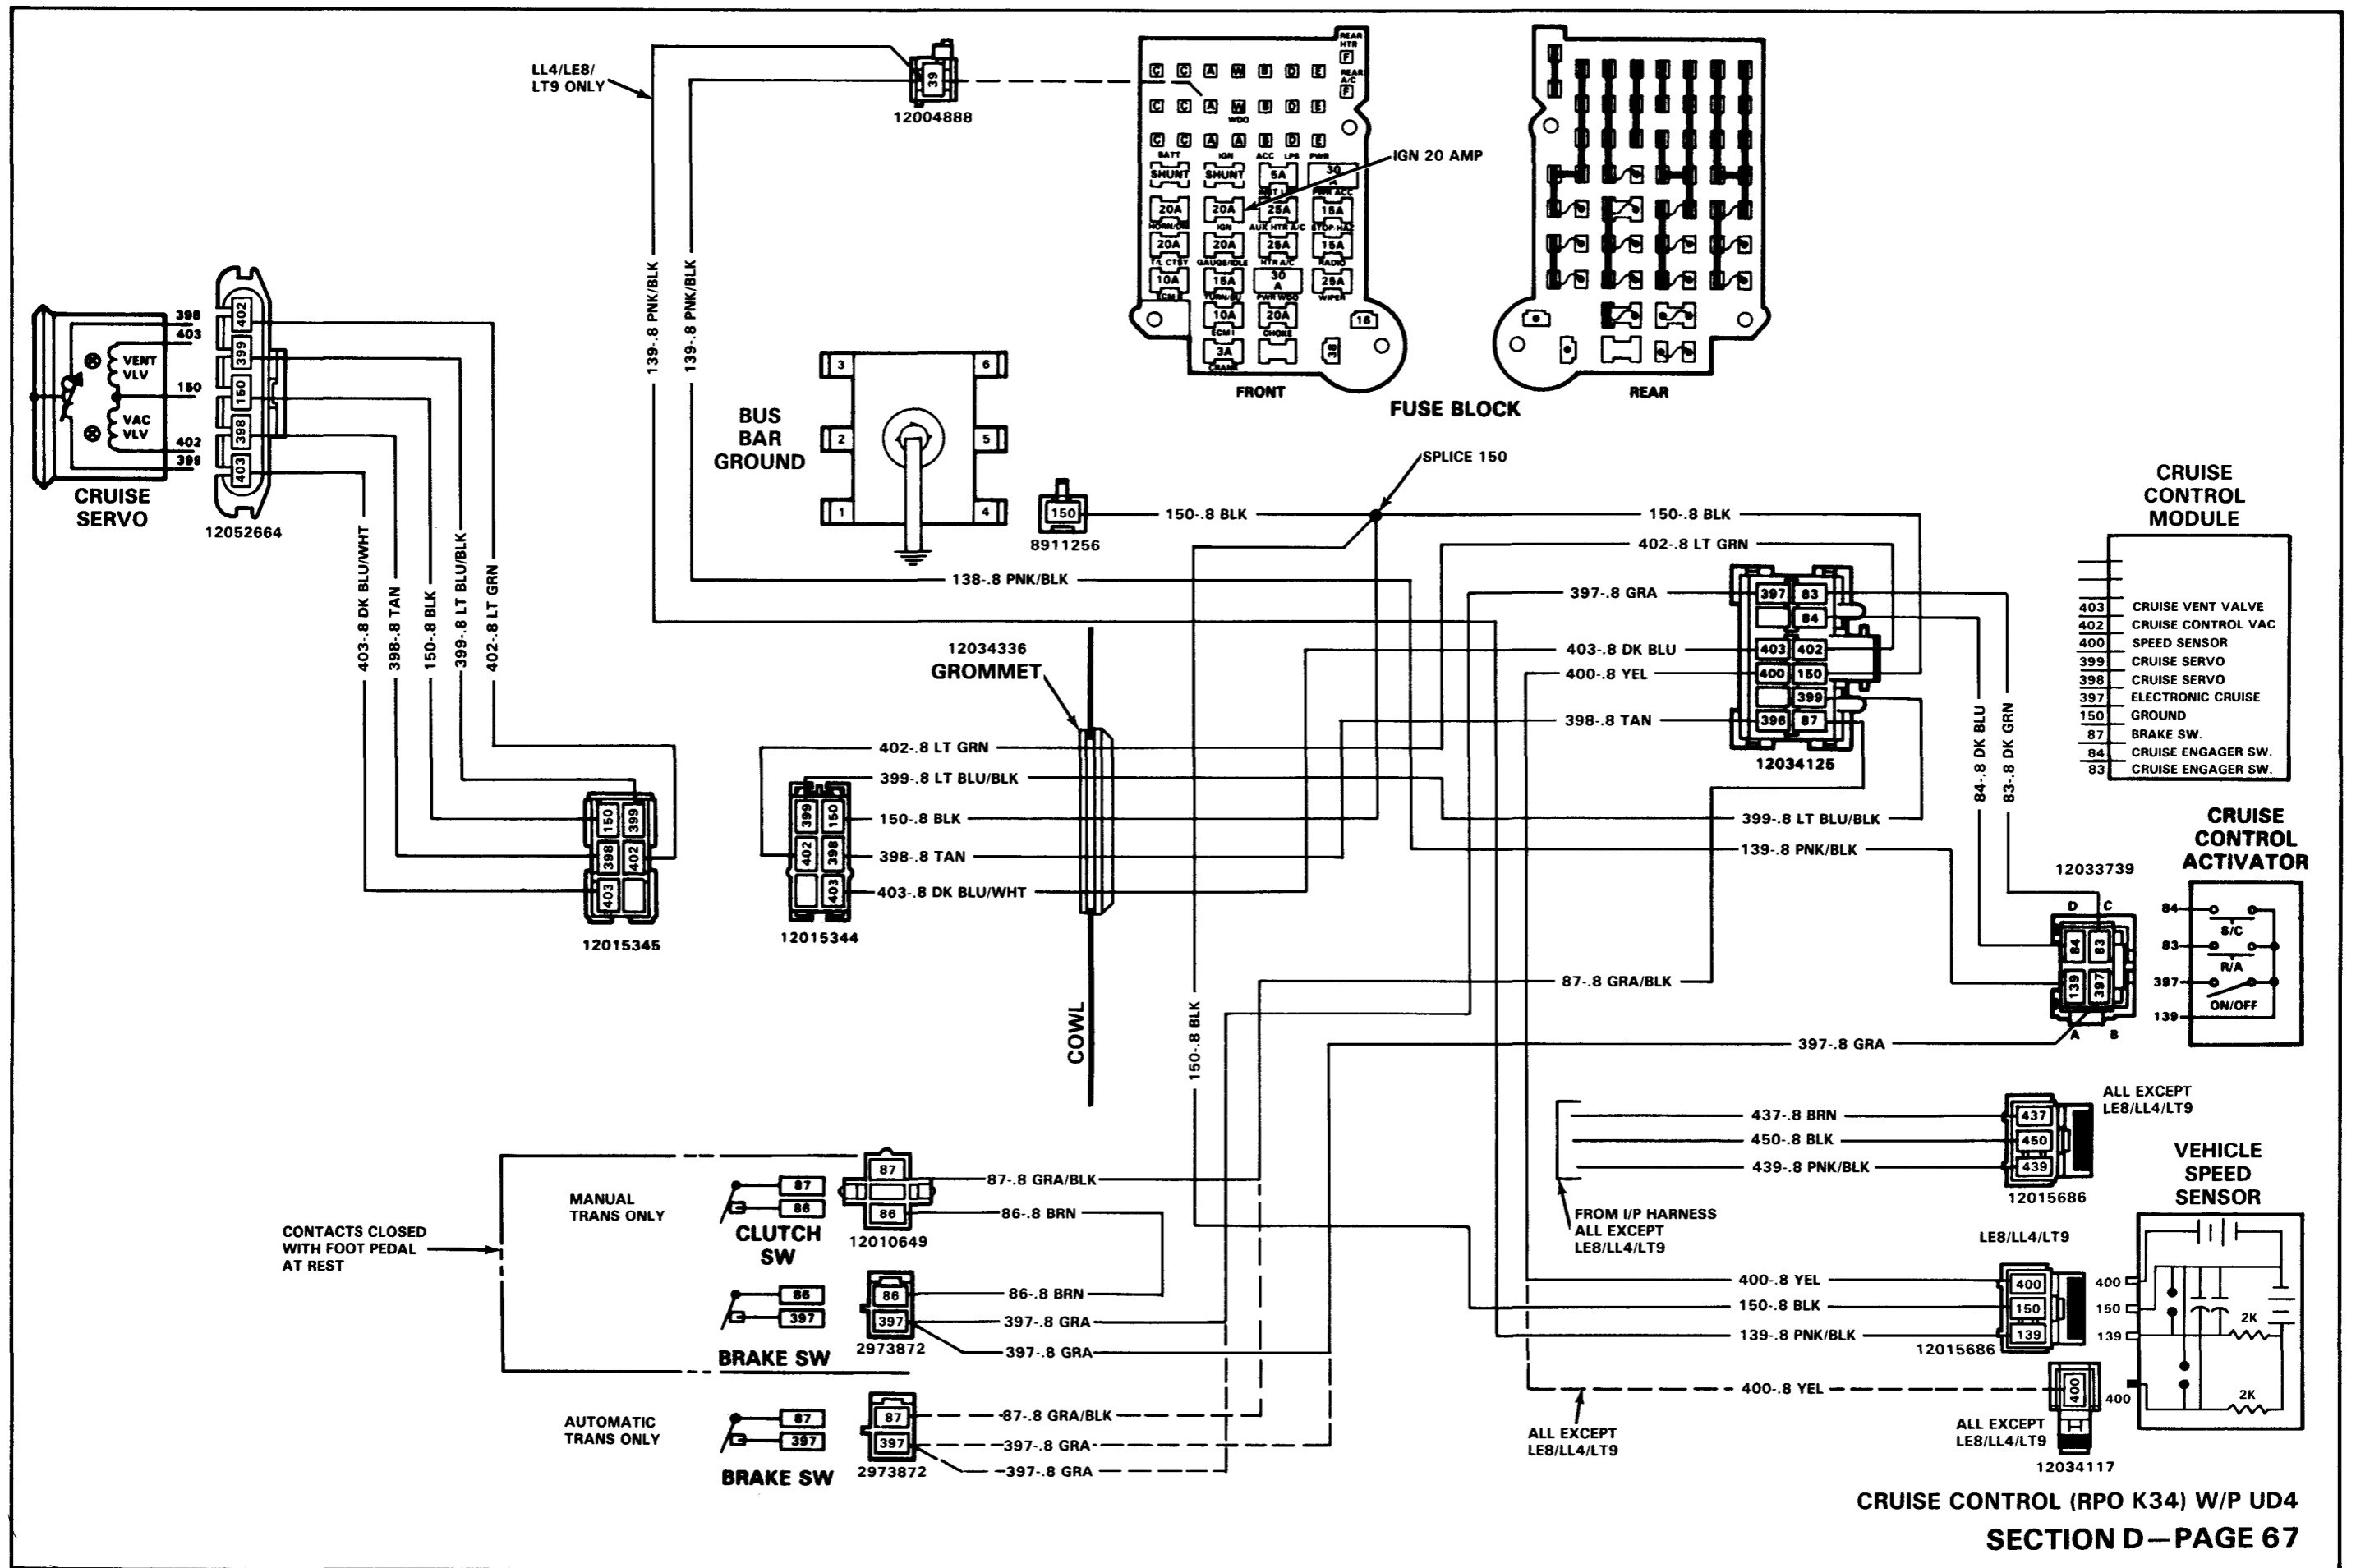 LL4/LE8/
LT9 ONLY
39
12004888
139-.8 PNK/BLK
139-.8 PNK/BLK
REAR
HTR
F
REAR
A/C
F
C C A W B D E
C C A W B D E
WDO
C C A A B D E
BATT IGN ACC LPS PWR
SHUNT SHUNT 5A 30
A
PWR ACC
IGN 20 AMP
20A 20A 25A 15A
IGN AUX HTR A/C STOP/HAZ
20A 20A 25A 15A
T/L CTSY GAUGE/IDLE HTR A/C RADIO
10A 15A 30
A 25A
TURN/BU PWR WDO WIPER
10A 20A 16
ECM I CHOKE
3A 38
CRANK
FRONT
REAR
FUSE BLOCK
398
403
VENT
VLV
150
VAC
VLV
402
399
CRUISE
SERVO
402
399
150
398
403
12052664
403-.8 DK BLU/WHT
398-.8 TAN
150-.8 BLK
399-.8 LT BLU/BLK
402-.8 LT GRN
BUS
BAR
GROUND
3 6
2 5
1 4
150
8911256
150-.8 BLK
SPLICE 150
150-.8 BLK
402-.8 LT GRN
138-.8 PNK/BLK
397-.8 GRA
403-.8 DK BLU
400-.8 YEL
398-.8 TAN
397 83
84
403 402
400 150
399
396 87
12034125
CRUISE
CONTROL
MODULE
403 CRUISE VENT VALVE
402 CRUISE CONTROL VAC
400 SPEED SENSOR
399 CRUISE SERVO
398 CRUISE SERVO
397 ELECTRONIC CRUISE
150 GROUND
87 BRAKE SW.
84 CRUISE ENGAGER SW.
83 CRUISE ENGAGER SW.
84-.8 DK BLU
83-.8 DK GRN
12034336
GROMMET
COWL
150 399
398 402
403
12015345
399 150
402 398
403
12015344
402-.8 LT GRN
399-.8 LT BLU/BLK
150-.8 BLK
398-.8 TAN
403-.8 DK BLU/WHT
399-.8 LT BLU/BLK
139-.8 PNK/BLK
87-.8 GRA/BLK
397-.8 GRA
150-.8 BLK
CRUISE
CONTROL
ACTIVATOR
12033739
D C
84 83
139 397
A B
84
S/C
83
R/A
397
ON/OFF
139
437-.8 BRN
450-.8 BLK
439-.8 PNK/BLK
437
450
439
12015686
ALL EXCEPT
LE8/LL4/LT9
FROM I/P HARNESS
ALL EXCEPT
LE8/LL4/LT9
VEHICLE
SPEED
SENSOR
LE8/LL4/LT9
400-.8 YEL
150-.8 BLK
139-.8 PNK/BLK
400
150
139
12015686
400
150
139
2K
400
2K
400-.8 YEL
400
ALL EXCEPT
LE8/LL4/LT9
ALL EXCEPT
LE8/LL4/LT9
12034117
CONTACTS CLOSED
WITH FOOT PEDAL
AT REST
MANUAL
TRANS ONLY
87
86
CLUTCH
SW
87
86
12010649
87-.8 GRA/BLK
86-.8 BRN
86
397
BRAKE SW
86
397
2973872
86-.8 BRN
397-.8 GRA
397-.8 GRA
AUTOMATIC
TRANS ONLY
87
397
BRAKE SW
87
397
2973872
87-.8 GRA/BLK
397-.8 GRA
397-.8 GRA
CRUISE CONTROL (RPO K34) W/P UD4
SECTION D—PAGE 67